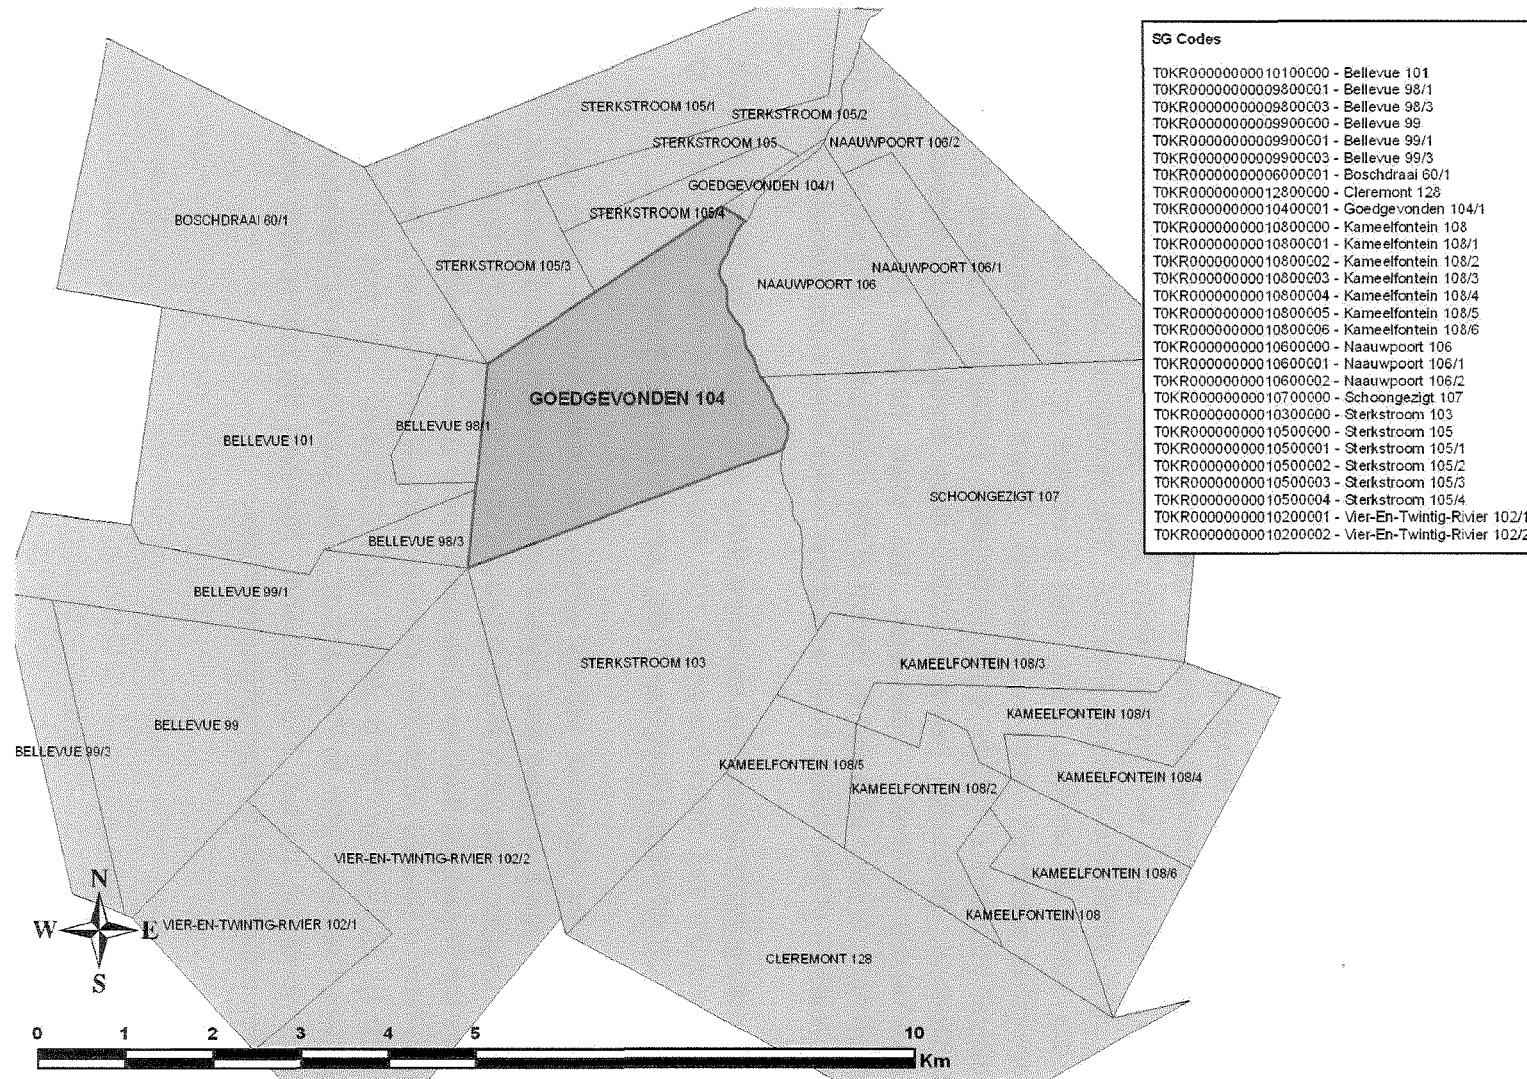 SG Codes
T0KR00000000010100000 - Bellevue 101
T0KR00000000009800001 - Bellevue 98/1
T0KR00000000009800003 - Bellevue 98/3
T0KR00000000009900000 - Bellevue 99
T0KR00000000009900001 - Bellevue 99/1
T0KR00000000009900003 - Bellevue 99/3
T0KR00000000006000001 - Boschdraai 60/1
T0KR00000000012800000 - Cleremont 128
T0KR00000000010400001 - Goedgevonden 104/1
T0KR00000000010800000 - Kameelfontein 108
T0KR00000000010800001 - Kameelfontein 108/1
T0KR00000000010800002 - Kameelfontein 108/2
T0KR00000000010800003 - Kameelfontein 108/3
T0KR00000000010800004 - Kameelfontein 108/4
T0KR00000000010800005 - Kameelfontein 108/5
T0KR00000000010800006 - Kameelfontein 108/6
T0KR00000000010600000 - Naauwpoort 106
T0KR00000000010600001 - Naauwpoort 106/1
T0KR00000000010600002 - Naauwpoort 106/2
T0KR00000000010700000 - Schoongezigt 107
T0KR00000000010300000 - Sterkstroom 103
T0KR00000000010500000 - Sterkstroom 105
T0KR00000000010500001 - Sterkstroom 105/1
T0KR00000000010500002 - Sterkstroom 105/2
T0KR00000000010500003 - Sterkstroom 105/3
T0KR00000000010500004 - Sterkstroom 105/4
T0KR00000000010200001 - Vier-En-Twintig-Rivier 102/1
T0KR00000000010200002 - Vier-En-Twintig-Rivier 102/2
STERKSTROOM 105/1
STERKSTROOM 105/2
STERKSTROOM 105
NAAUWPOORT 106/2
GOEDGEVONDEN 104/1
BOSCHDRAAI 60/1
STERKSTROOM 105/4
STERKSTROOM 105/3
NAAUWPOORT 106/1
NAAUWPOORT 106
GOEDGEVONDEN 104
BELLEVUE 98/1
BELLEVUE 101
SCHOONGEZIGT 107
BELLEVUE 98/3
BELLEVUE 99/1
STERKSTROOM 103
KAMEELFONTEIN 108/3
KAMEELFONTEIN 108/1
BELLEVUE 99
BELLEVUE 99/3
KAMEELFONTEIN 108/5
KAMEELFONTEIN 108/4
KAMEELFONTEIN 108/2
VIER-EN-TWINTIG-RIVIER 102/2
KAMEELFONTEIN 108/6
KAMEELFONTEIN 108
VIER-EN-TWINTIG-RIVIER 102/1
CLEREMONT 128
N
W E
S
0 1 2 3 4 5 10
Km